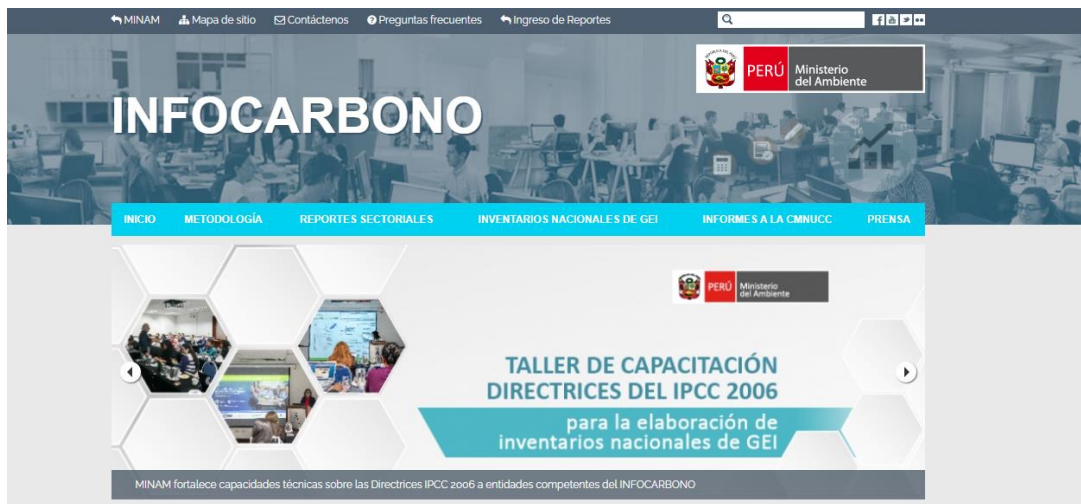 MINAM Mapa de sitio Contáctenos Preguntas frecuentes Ingreso de Reportes
PERÚ Ministerio
del Ambiente
INFOCARBONO
INICIO METODOLOGÍA REPORTES SECTORIALES INVENTARIOS NACIONALES DE GEI INFORMES A LA CMNUCC PRENSA
PERÚ Ministerio
del Ambiente
TALLER DE CAPACITACIÓN
DIRECTRICES DEL IPCC 2006
para la elaboración de
inventarios nacionales de GEI
MINAM fortalece capacidades técnicas sobre las Directrices IPCC 2006 a entidades competentes del INFOCARBONO